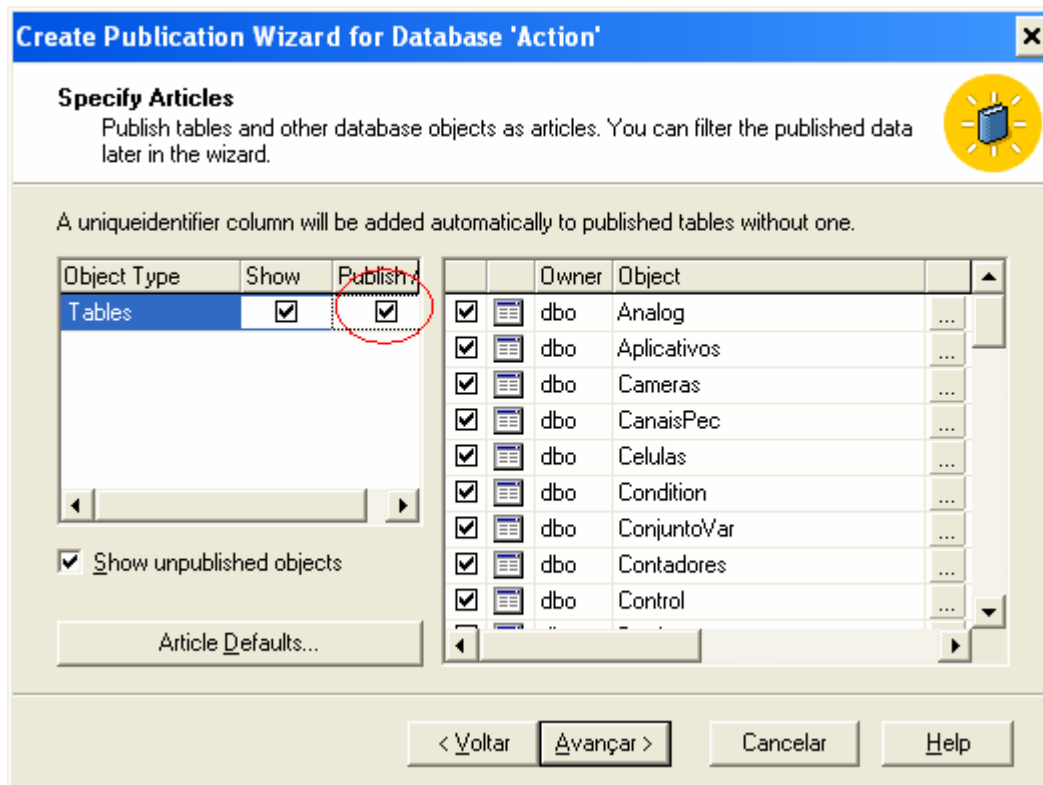 Create Publication Wizard for Database 'Action'
Specify Articles
Publish tables and other database objects as articles. You can filter the published data
later in the wizard.
A uniqueidentifier column will be added automatically to published tables without one.
Object Type Show Publish
Tables
Show unpublished objects
Article Defaults...
Owner Object
dbo Analog ...
dbo Aplicativos ...
dbo Cameras ...
dbo CanaisPec ...
dbo Celulas ...
dbo Condition ...
dbo ConjuntoVar ...
dbo Contadores ...
dbo Control ...
< Voltar Avançar > Cancelar Help